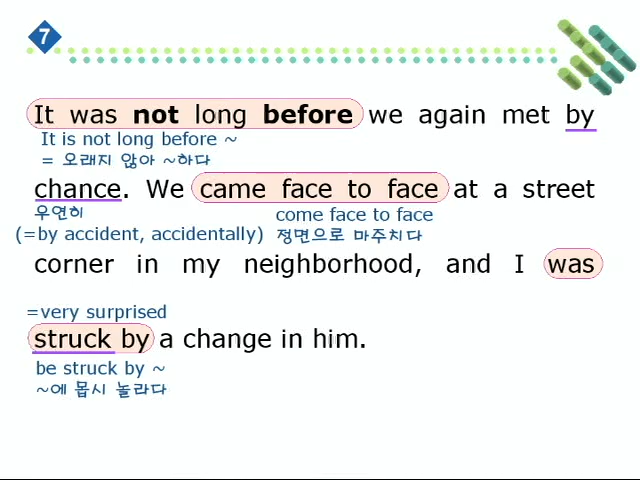 7
It was not long before we again met by
It is not long before ~
= 오래지 않아 ~하다
chance. We came face to face at a street
우연히
come face to face
(=by accident, accidentally)
정면으로 마주치다
corner in my neighborhood, and I was
=very surprised
struck by a change in him.
be struck by ~
~에 몹시 놀라다